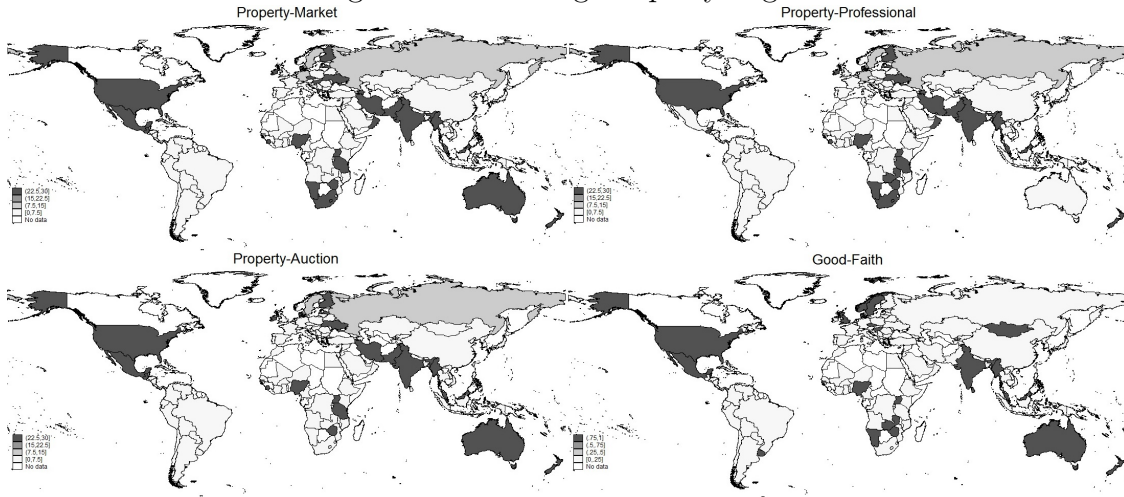 Property-Market
Property-Professional
(22.5,30]
(15,22.5]
(7.5,15]
[0,7.5]
No data
(22.5,30]
(15,22.5]
(7.5,15]
[0,7.5]
No data
Property-Auction
Good-Faith
(22.5,30]
(15,22.5]
(7.5,15]
[0,7.5]
No data
(.75,1]
(.5,.75]
(.25,.5]
[0,.25]
No data